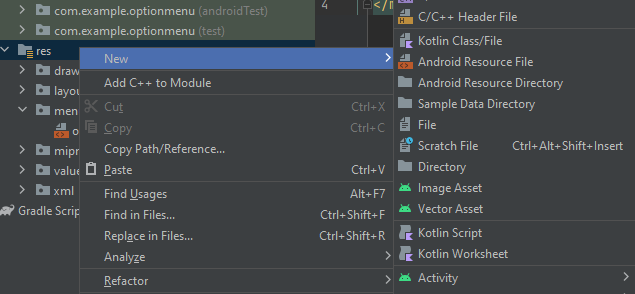 com.example.optionmenu (androidTest)
com.example.optionmenu (test)
res
draw
layou
men
o
mipr
value
xml
Gradle Scrip
4 </m
New
Add C++ to Module
Cut Ctrl+X
Copy Ctrl+C
Copy Path/Reference...
Paste Ctrl+V
Find Usages Alt+F7
Find in Files... Ctrl+Shift+F
Replace in Files... Ctrl+Shift+R
Analyze
Refactor
C/C++ Header File
Kotlin Class/File
Android Resource File
Android Resource Directory
Sample Data Directory
File
Scratch File Ctrl+Alt+Shift+Insert
Directory
Image Asset
Vector Asset
Kotlin Script
Kotlin Worksheet
Activity